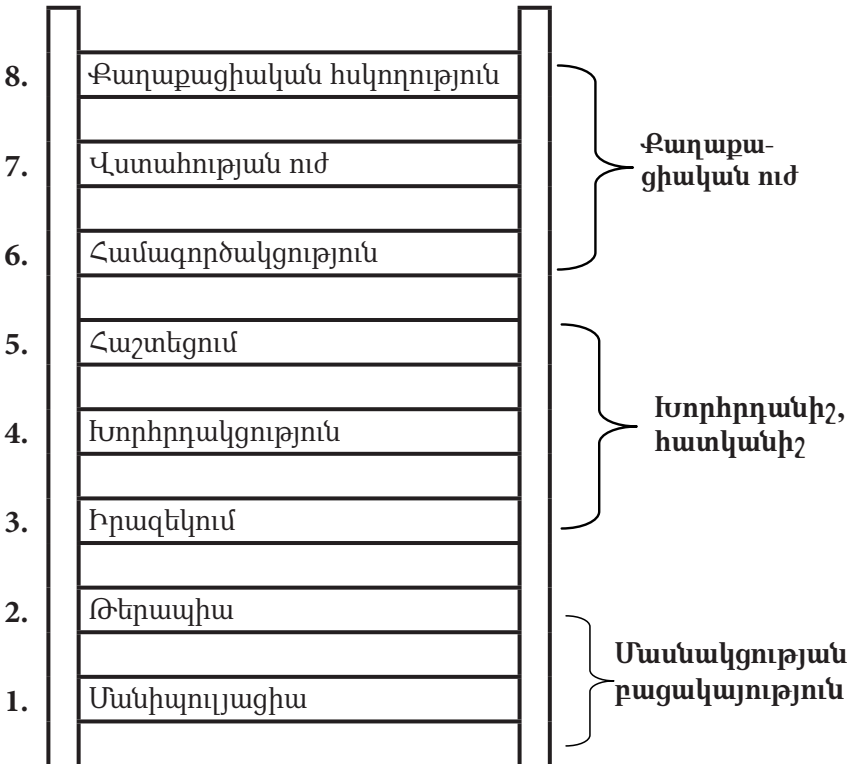 8. Քաղաքացիական հսկողություն
7. Վստահության ուժ
6. Համագործակցություն
Քաղաքա-
ցիական ուժ
5. Հաշտեցում
4. Խորհրդակցություն
3. Իրազեկում
Խորհրդանիշ,
հատկանիշ
2. Թերապիա
1. Մանիպուլյացիա
Մասնակցության
բացակայություն